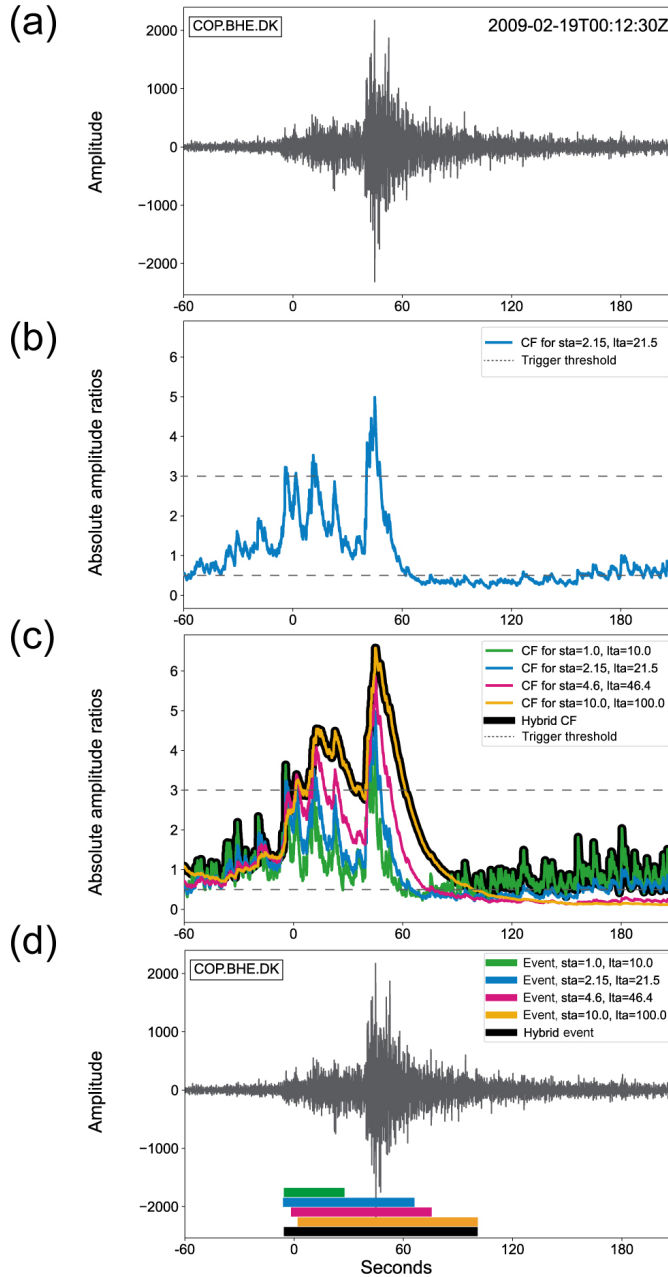 (a)
COP.BHE.DK
2009-02-19T00:12:30Z
Amplitude
2000
1000
0
−1000
−2000
-60
0
60
120
180
(b)
CF for sta=2.15, lta=21.5
Trigger threshold
Absolute amplitude ratios
6
5
4
3
2
1
0
-60
0
60
120
180
(c)
CF for sta=1.0, lta=10.0
CF for sta=2.15, lta=21.5
CF for sta=4.6, lta=46.4
CF for sta=10.0, lta=100.0
Hybrid CF
Trigger threshold
Absolute amplitude ratios
6
5
4
3
2
1
0
-60
0
60
120
180
(d)
COP.BHE.DK
Event, sta=1.0, lta=10.0
Event, sta=2.15, lta=21.5
Event, sta=4.6, lta=46.4
Event, sta=10.0, lta=100.0
Hybrid event
Amplitude
2000
1000
0
−1000
−2000
-60
0
60
120
180
Seconds